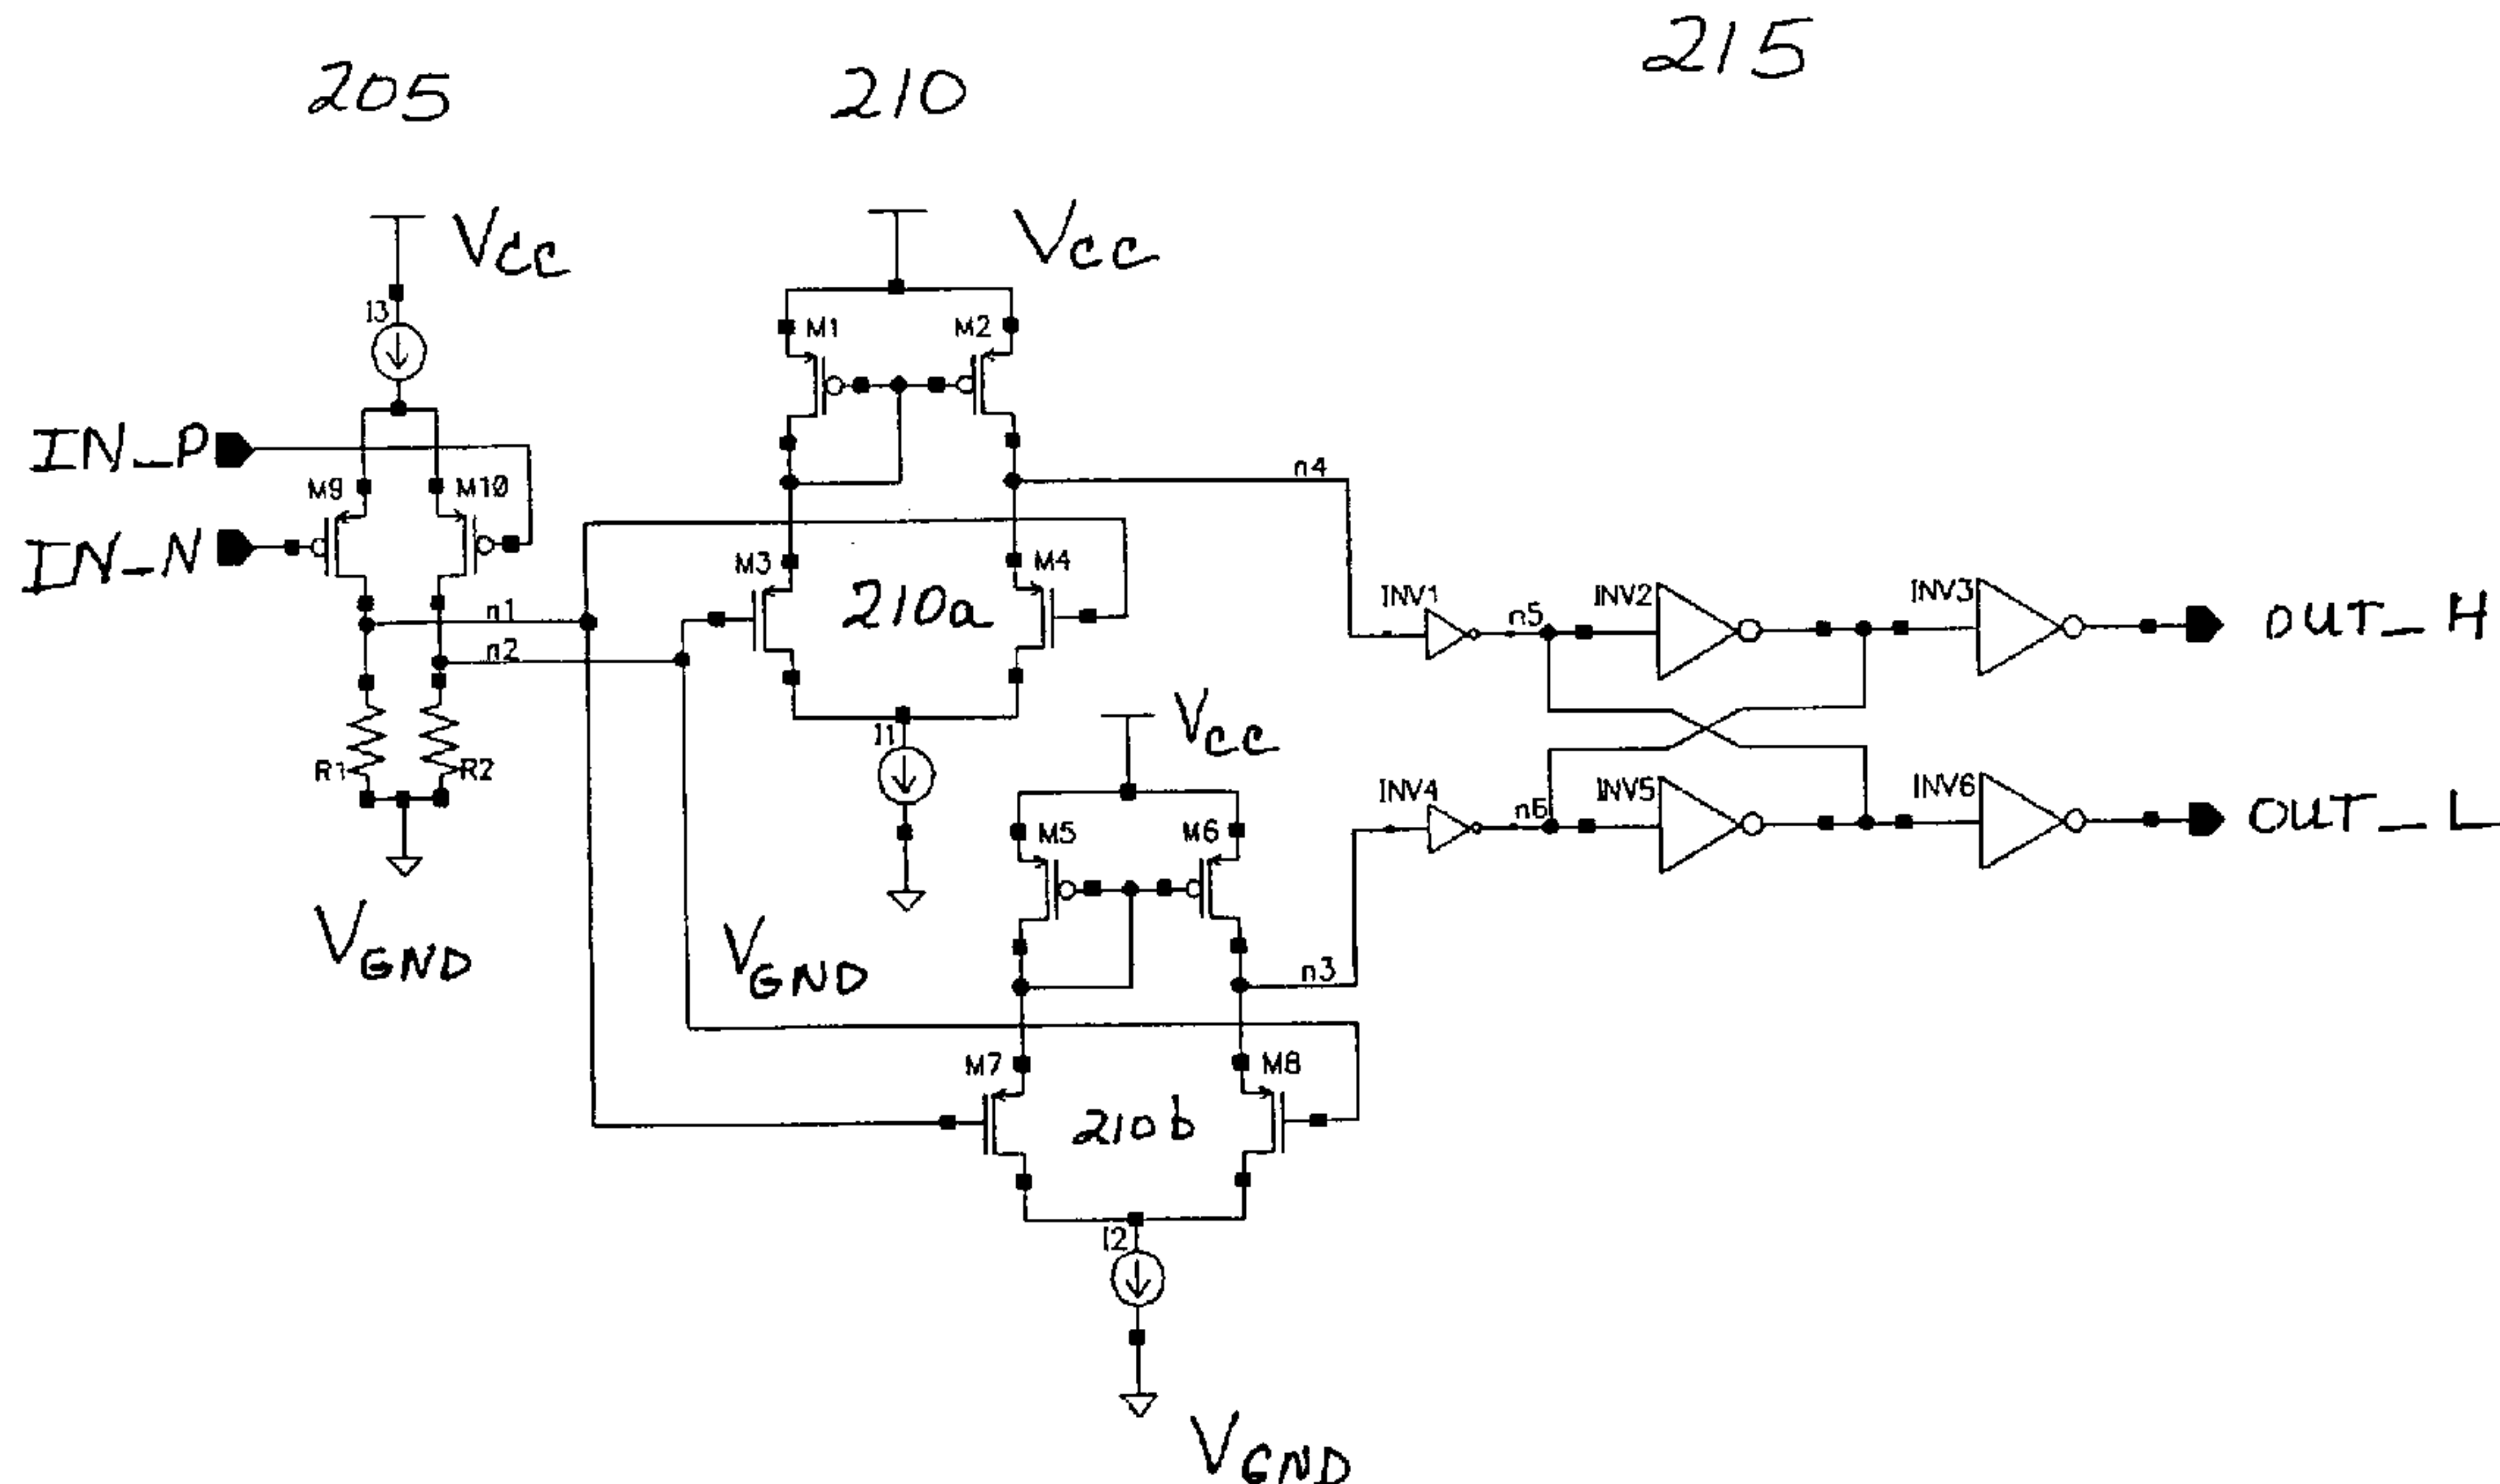 205
210
215
Vcc
Vcc
I3
M1
M2
IN_P
M9
M10
n4
IN_N
M3
210a
M4
n1
n2
INV1
n5
INV2
INV3
OUT_H
I1
Vcc
R1
R2
M5
M6
INV4
n6
INV5
INV6
OUT_L
VGND
VGND
n3
M7
210b
M8
I2
VGND